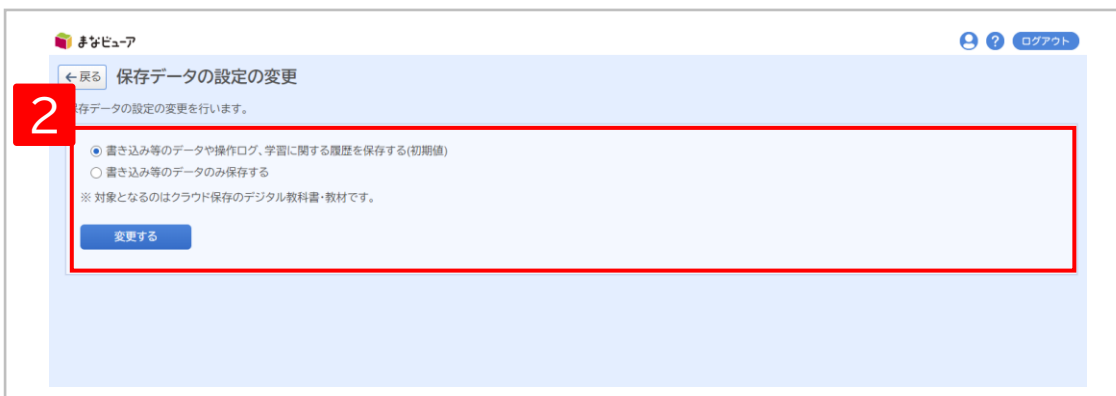 まなビューア
? ログアウト
←戻る 保存データの設定の変更
2
存データの設定の変更を行います。
書き込み等のデータや操作ログ、学習に関する履歴を保存する(初期値)
書き込み等のデータのみ保存する
※ 対象となるのはクラウド保存のデジタル教科書・教材です。
変更する